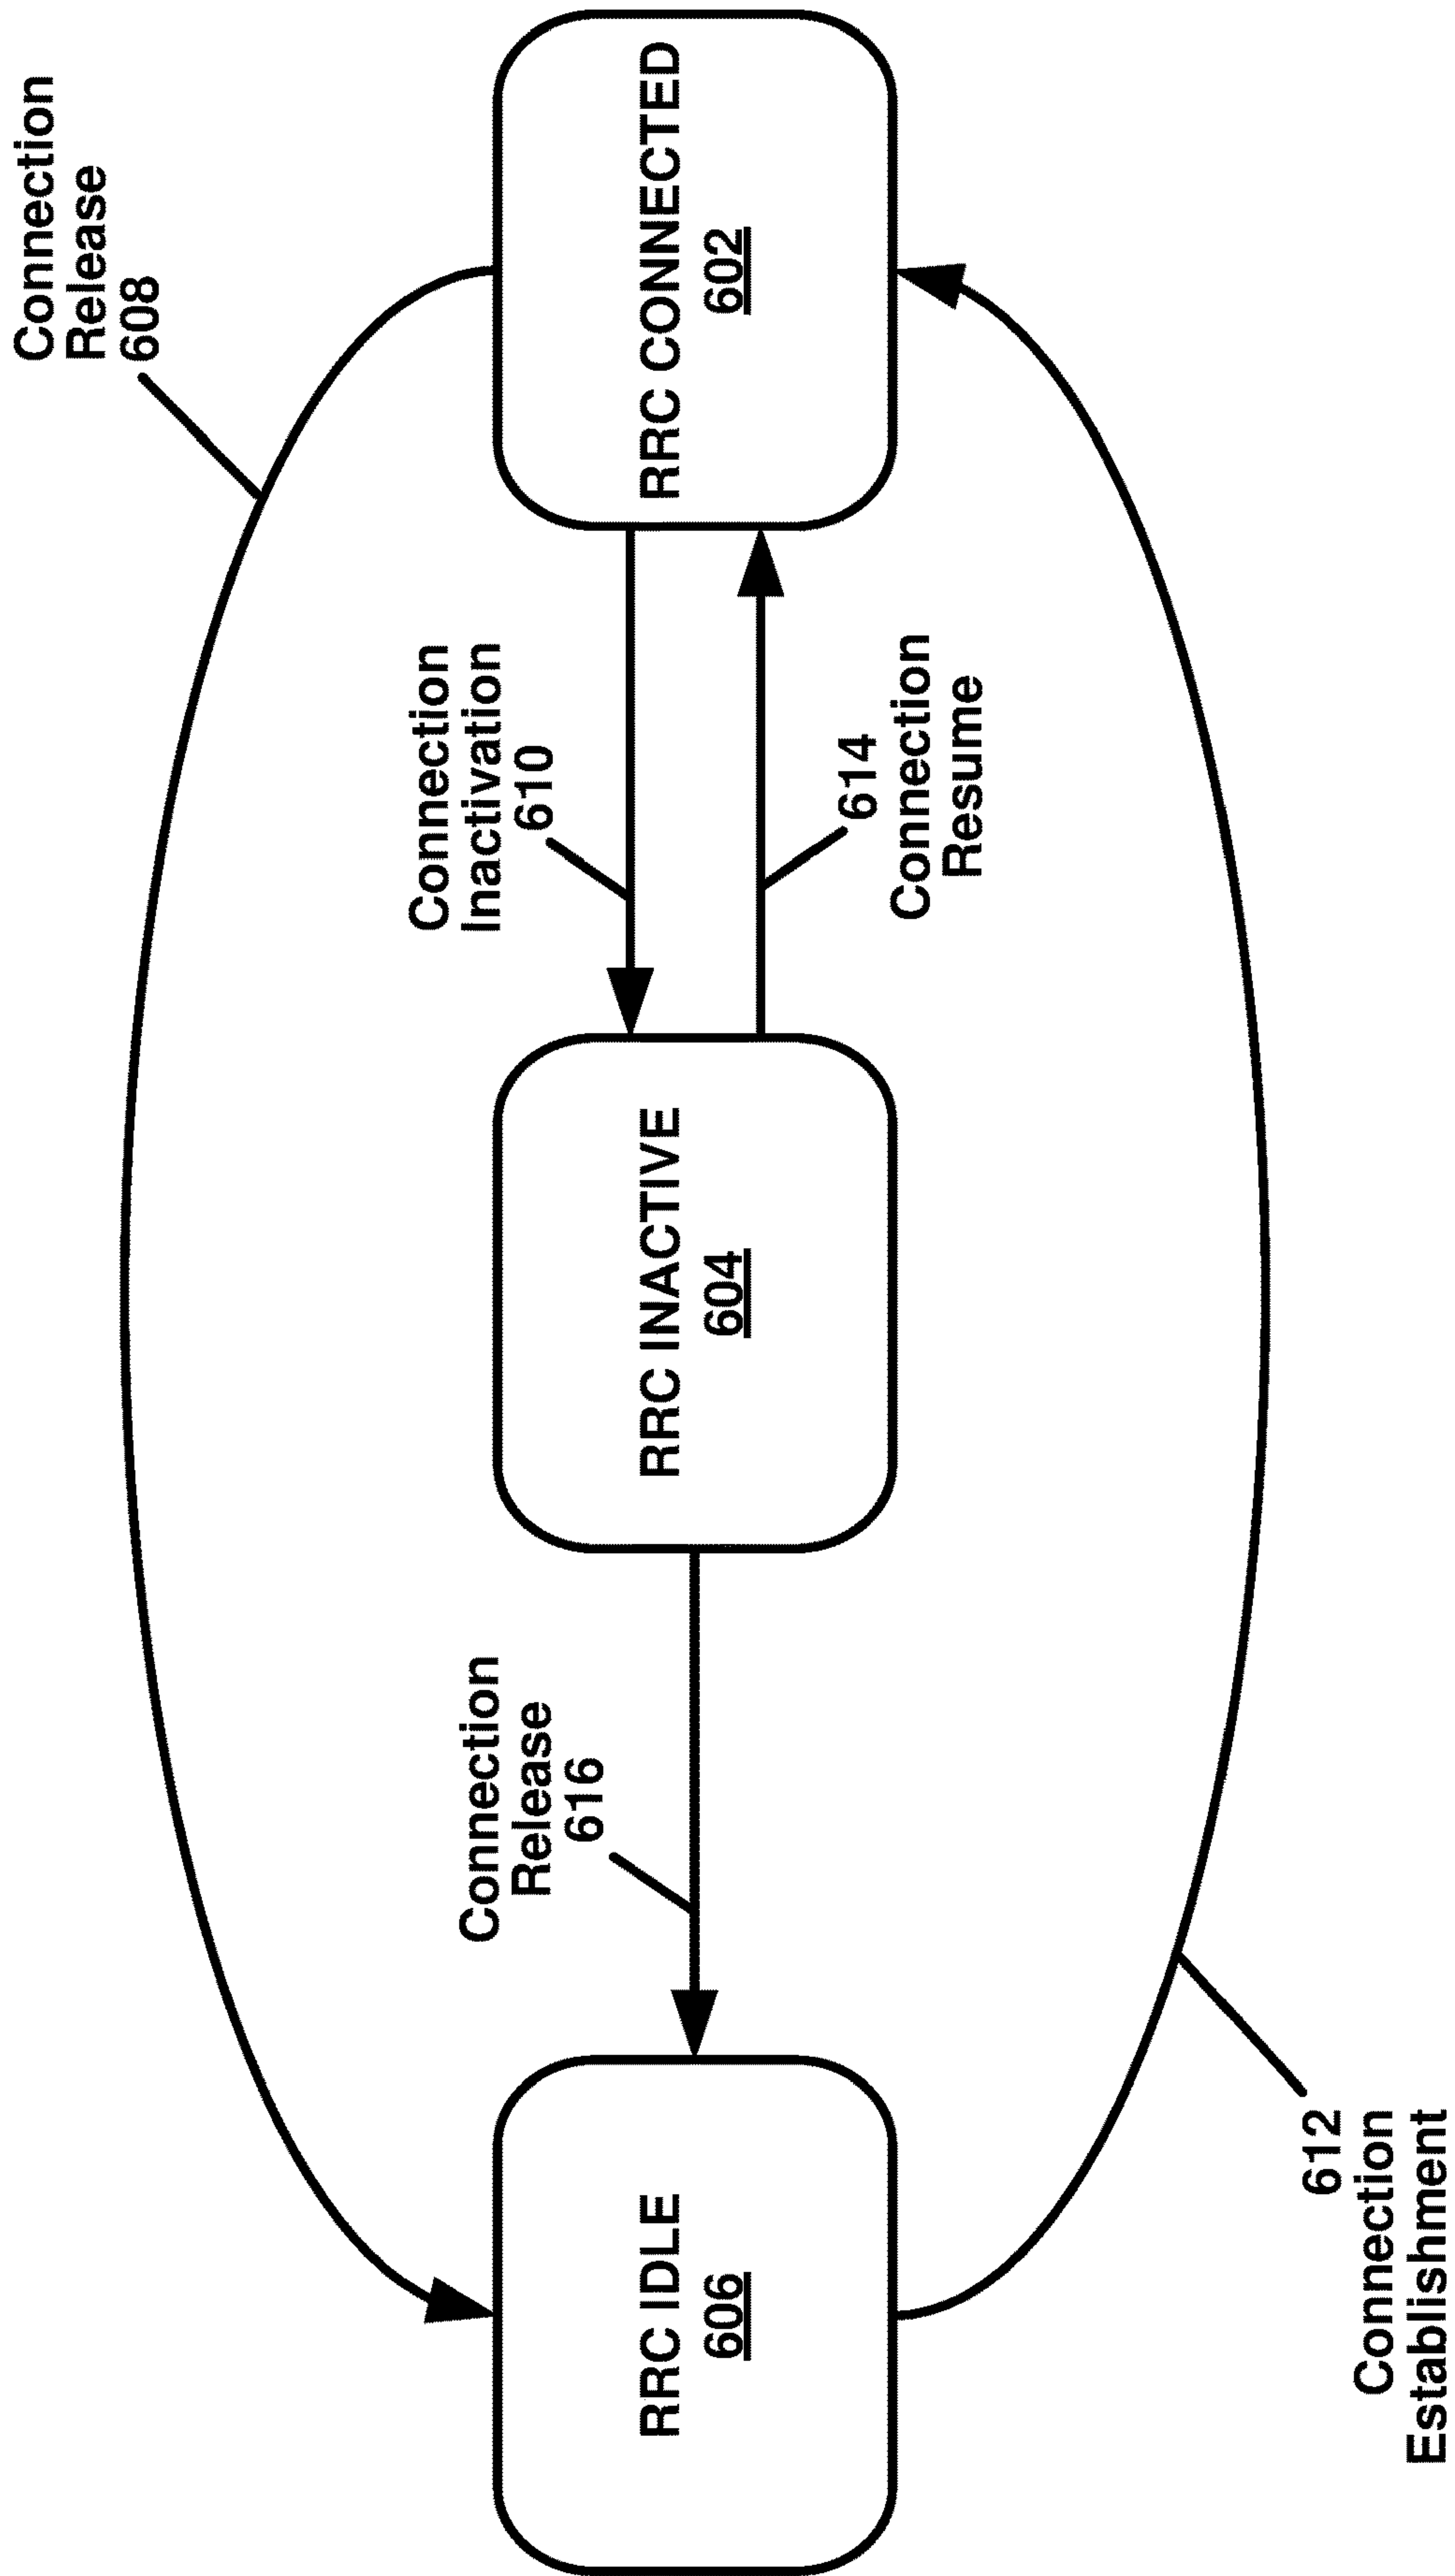 Connection
Release
608
RRC IDLE
606
Connection
Release
616
RRC INACTIVE
604
Connection
Inactivation
610
614
Connection
Resume
RRC CONNECTED
602
612
Connection
Establishment